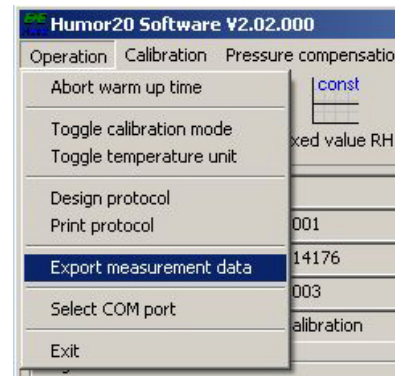 Humor20 Software V2.02.000
Operation Calibration Pressure compensatio
Abort warm up time
const
Toggle calibration mode
xed value RH
Toggle temperature unit
Design protocol
Print protocol
001
Export measurement data
14176
003
Select COM port
alibration
Exit